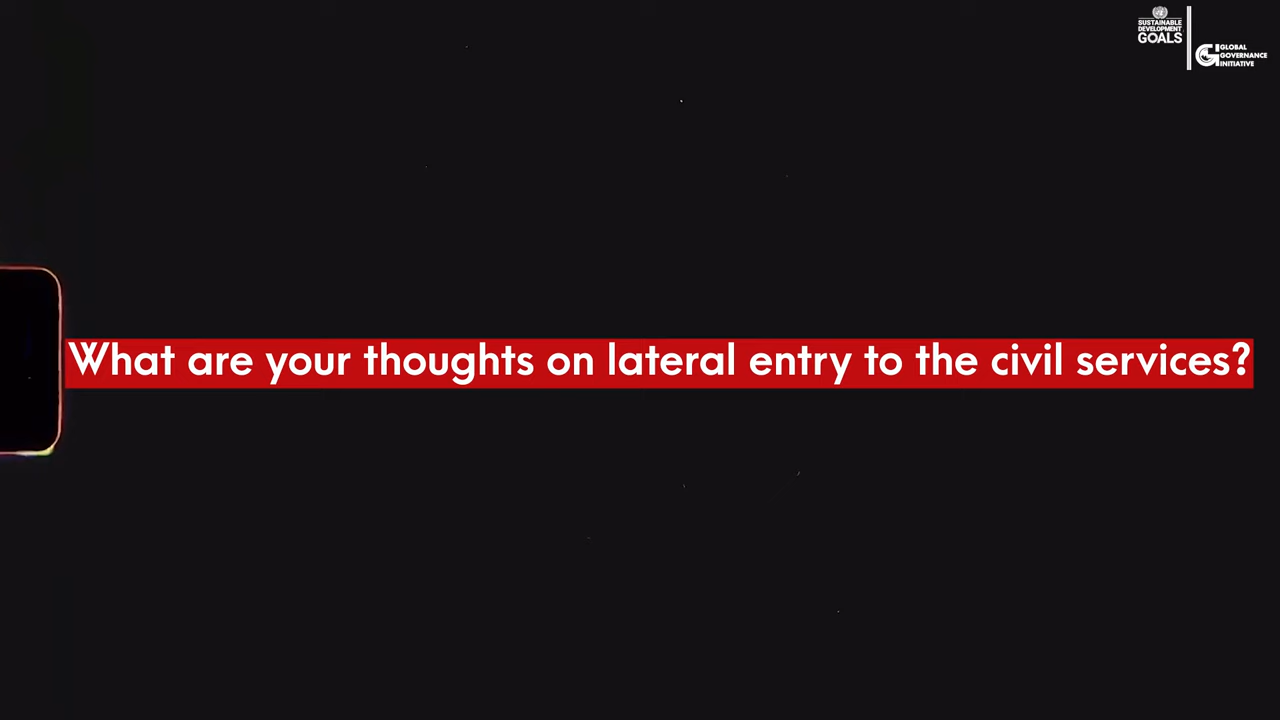 SUSTAINABLE
DEVELOPMENT
GOALS
GLOBAL
GOVERNANCE
INITIATIVE
What are your thoughts on lateral entry to the civil services?